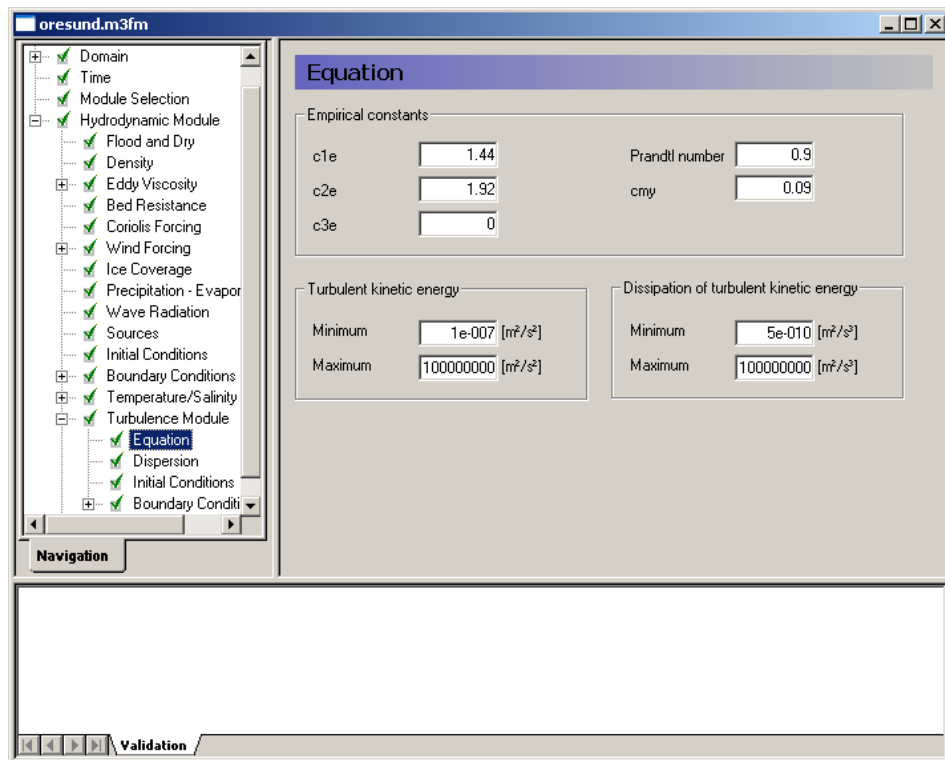 oresund.m3fm
Domain
Time
Module Selection
Hydrodynamic Module
Flood and Dry
Density
Eddy Viscosity
Bed Resistance
Coriolis Forcing
Wind Forcing
Ice Coverage
Precipitation - Evapor
Wave Radiation
Sources
Initial Conditions
Boundary Conditions
Temperature/Salinity
Turbulence Module
Equation
Dispersion
Initial Conditions
Boundary Conditi
Navigation
Equation
Empirical constants
c1e 1.44 Prandtl number 0.9
c2e 1.92 cmy 0.09
c3e 0
Turbulent kinetic energy
Minimum 1e-007 [m²/s²]
Maximum 100000000 [m²/s²]
Dissipation of turbulent kinetic energy
Minimum 5e-010 [m²/s³]
Maximum 100000000 [m²/s³]
Validation